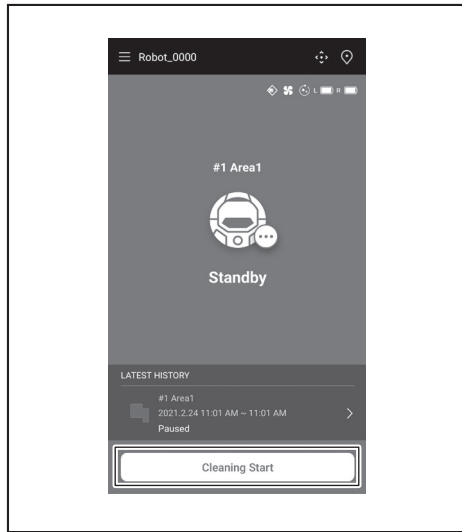 Robot_0000
L R
#1 Area1
Standby
LATEST HISTORY
#1 Area1
2021.2.24 11:01 AM ~ 11:01 AM
Paused
Cleaning Start